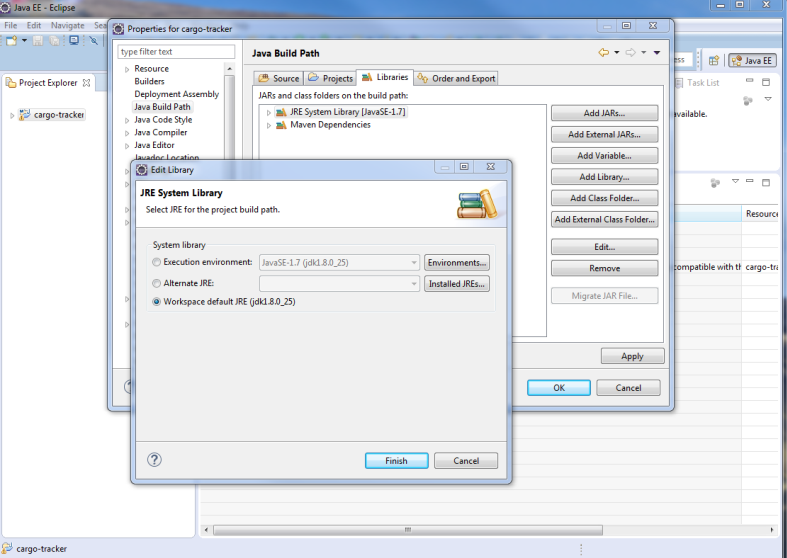 Java EE - Eclipse
File Edit Navigate Sea
Properties for cargo-tracker
type filter text
Resource
Builders
Deployment Assembly
Java Build Path
Java Code Style
Java Compiler
Java Editor
Javadoc Location
Java Build Path
Source
Projects
Libraries
Order and Export
JARs and class folders on the build path:
JRE System Library [JavaSE-1.7]
Maven Dependencies
Add JARs...
Add External JARs...
Add Variable...
Add Library...
Add Class Folder...
Add External Class Folder...
Edit...
Remove
Migrate JAR File...
Apply
OK
Cancel
Project Explorer
cargo-tracker
ess
Java EE
Task List
available.
Resource
compatible with th
cargo-tra
Edit Library
JRE System Library
Select JRE for the project build path.
System library
Execution environment:
JavaSE-1.7 (jdk1.8.0_25)
Environments...
Alternate JRE:
Installed JREs...
Workspace default JRE (jdk1.8.0_25)
Finish
Cancel
cargo-tracker